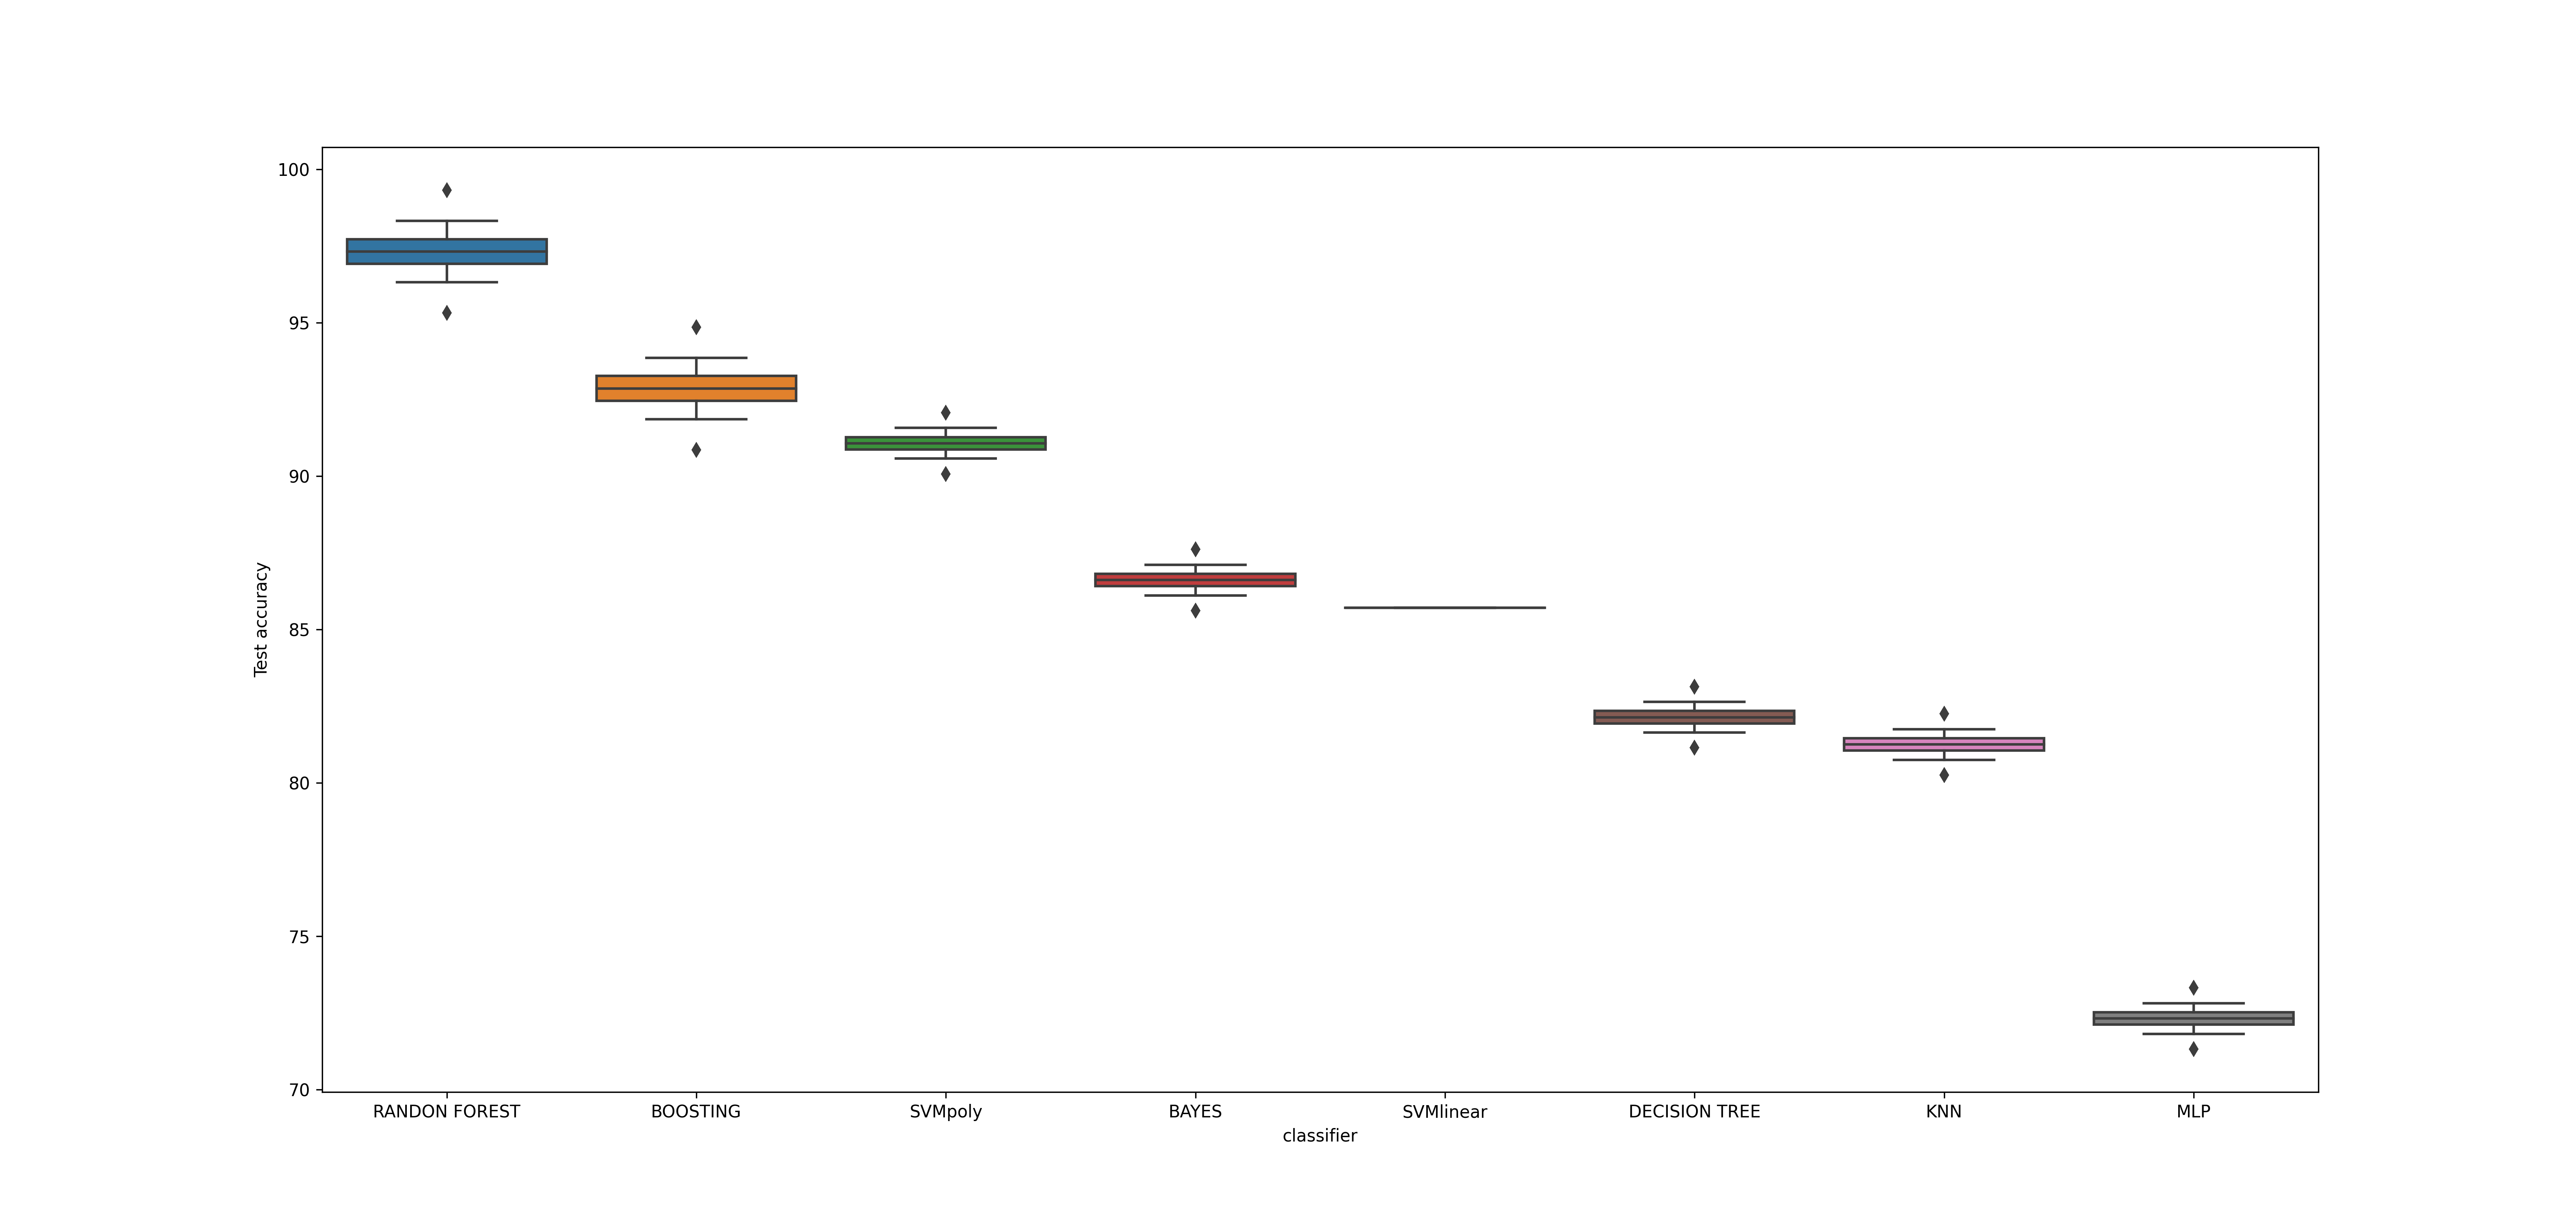 100
95
90
85
80
75
70
Test accuracy
RANDON FOREST
BOOSTING
SVMpoly
BAYES
SVMlinear
DECISION TREE
KNN
MLP
classifier